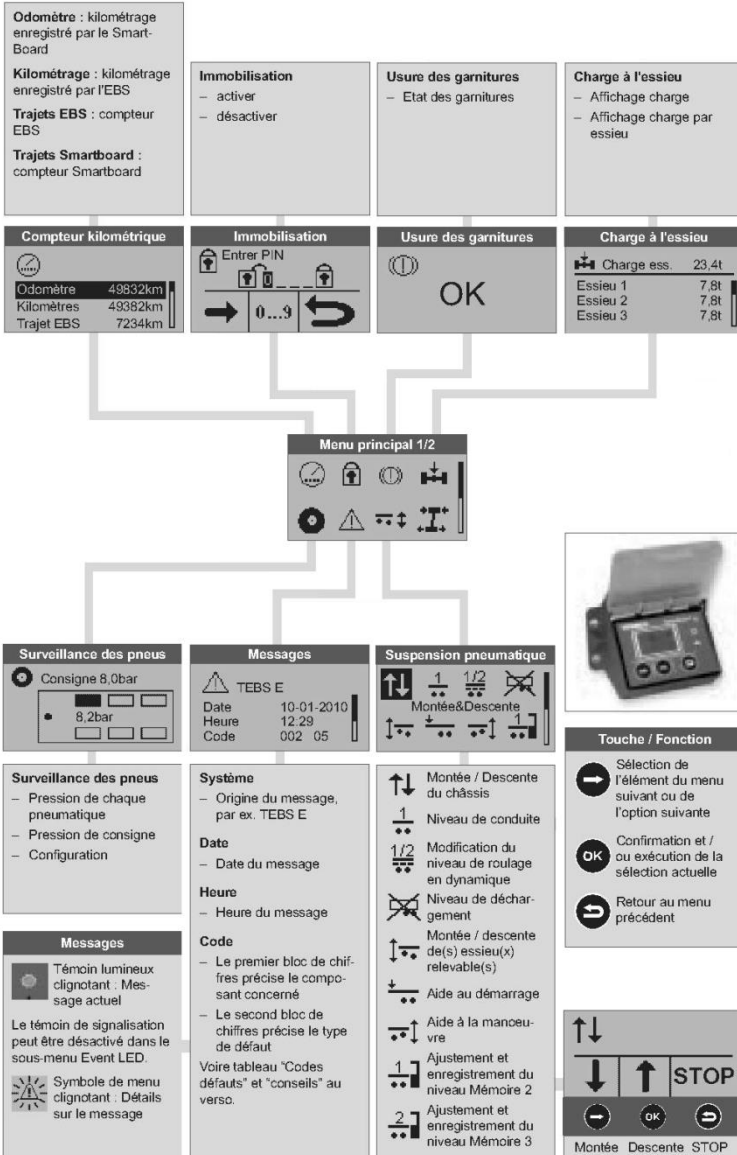 Odomètre : kilométrage
enregistré par le Smart-
Board
Kilométrage : kilométrage
enregistré par l'EBS
Trajets EBS : compteur
EBS
Trajets Smartboard :
compteur Smartboard
Immobilisation
– activer
– désactiver
Usure des garnitures
– Etat des garnitures
Charge à l'essieu
– Affichage charge
– Affichage charge par
essieu
Compteur kilométrique
Odomètre 49832km
Kilomètres 49382km
Trajet EBS 7234km
Immobilisation
Entrer PIN
0 _ _ _
0...9
Usure des garnitures
OK
Charge à l'essieu
Charge ess. 23,4t
Essieu 1 7,8t
Essieu 2 7,8t
Essieu 3 7,8t
Menu principal 1/2
Surveillance des pneus
Consigne 8,0bar
8,2bar
Messages
TEBS E
Date 10-01-2010
Heure 12:29
Code 002 05
Suspension pneumatique
1 1/2
Montée&Descente
1
Surveillance des pneus
– Pression de chaque
pneumatique
– Pression de consigne
– Configuration
Messages
Témoin lumineux
clignotant : Mes-
sage actuel
Le témoin de signalisation
peut être désactivé dans le
sous-menu Event LED.
Symbole de menu
clignotant : Détails
sur le message
Système
– Origine du message,
par ex. TEBS E
Date
– Date du message
Heure
– Heure du message
Code
– Le premier bloc de chif-
fres précise le compo-
sant concerné
– Le second bloc de
chiffres précise le type
de défaut
Voire tableau "Codes
défauts" et "conseils" au
verso.
Montée / Descente
du châssis
1 Niveau de conduite
1/2 Modification du
niveau de roulage
en dynamique
Niveau de déchar-
gement
Montée / descente
de(s) essieu(x)
relevable(s)
Aide au démarrage
Aide à la manœu-
vre
1 Ajustement et
enregistrement du
niveau Mémoire 2
2 Ajustement et
enregistrement du
niveau Mémoire 3
Touche / Fonction
Sélection de
l'élément du menu
suivant ou de
l'option suivante
OK Confirmation et /
ou exécution de la
sélection actuelle
Retour au menu
précédent
STOP
OK
Montée Descente STOP